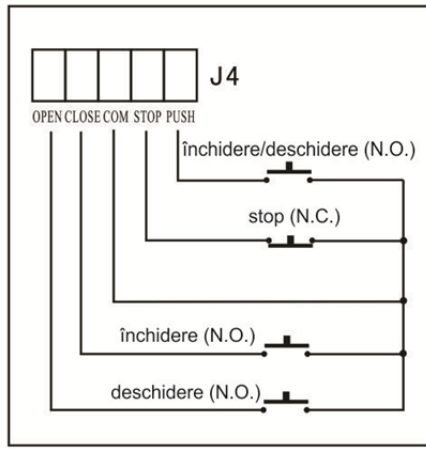 J4
OPEN CLOSE COM STOP PUSH
închidere/deschidere (N.O.)
stop (N.C.)
închidere (N.O.)
deschidere (N.O.)